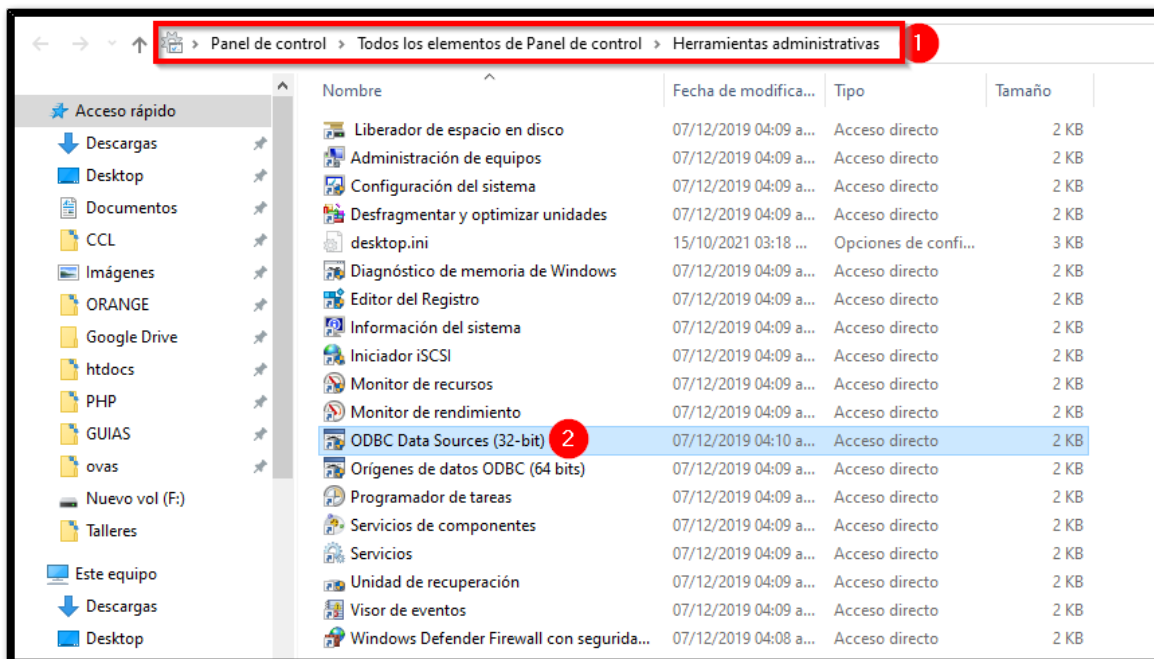 Panel de control > Todos los elementos de Panel de control > Herramientas administrativas 1
Nombre Fecha de modifica... Tipo Tamaño
Acceso rápido
Descargas
Desktop
Documentos
CCL
Imágenes
ORANGE
Google Drive
htdocs
PHP
GUIAS
ovas
Nuevo vol (F:)
Talleres
Este equipo
Descargas
Desktop
Liberador de espacio en disco 07/12/2019 04:09 a... Acceso directo 2 KB
Administración de equipos 07/12/2019 04:09 a... Acceso directo 2 KB
Configuración del sistema 07/12/2019 04:09 a... Acceso directo 2 KB
Desfragmentar y optimizar unidades 07/12/2019 04:09 a... Acceso directo 2 KB
desktop.ini 15/10/2021 03:18 ... Opciones de confi... 3 KB
Diagnóstico de memoria de Windows 07/12/2019 04:09 a... Acceso directo 2 KB
Editor del Registro 07/12/2019 04:09 a... Acceso directo 2 KB
Información del sistema 07/12/2019 04:09 a... Acceso directo 2 KB
Iniciador iSCSI 07/12/2019 04:09 a... Acceso directo 2 KB
Monitor de recursos 07/12/2019 04:09 a... Acceso directo 2 KB
Monitor de rendimiento 07/12/2019 04:09 a... Acceso directo 2 KB
ODBC Data Sources (32-bit) 2 07/12/2019 04:10 a... Acceso directo 2 KB
Orígenes de datos ODBC (64 bits) 07/12/2019 04:09 a... Acceso directo 2 KB
Programador de tareas 07/12/2019 04:09 a... Acceso directo 2 KB
Servicios de componentes 07/12/2019 04:09 a... Acceso directo 2 KB
Servicios 07/12/2019 04:09 a... Acceso directo 2 KB
Unidad de recuperación 07/12/2019 04:09 a... Acceso directo 2 KB
Visor de eventos 07/12/2019 04:09 a... Acceso directo 2 KB
Windows Defender Firewall con segurida... 07/12/2019 04:08 a... Acceso directo 2 KB